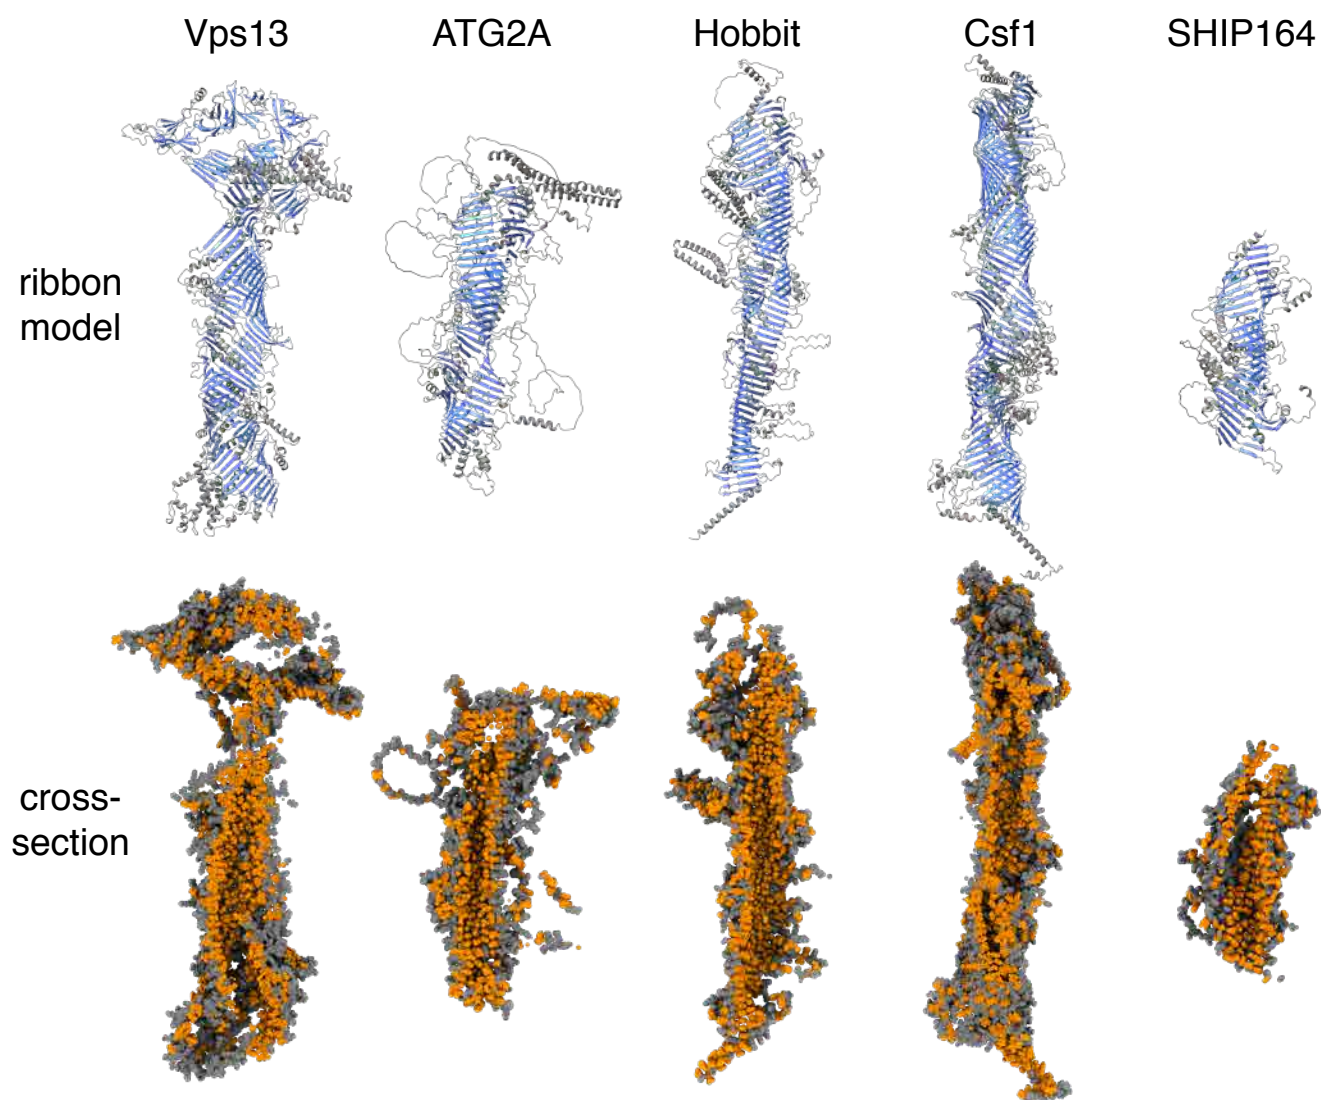 Vps13 ATG2A Hobbit Csf1 SHIP164
ribbon
model
cross-
section